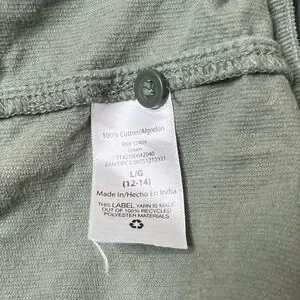 100% Cotton/Algodon
Green
L/G
(12-14)
Made In/Hecho En India
THIS LABEL YARN IS MADE
OUT OF 100% RECYCLED
POLYESTER MATERIALS